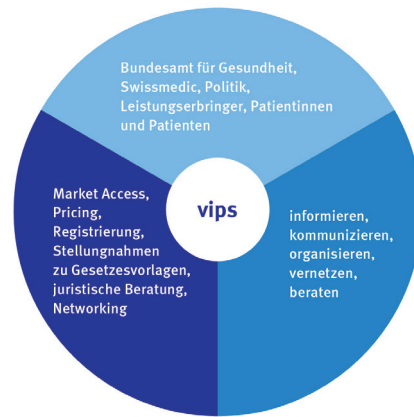 Bundesamt für Gesundheit,
Swissmedic, Politik,
Leistungserbringer, Patientinnen
und Patienten
Market Access,
Pricing,
Registrierung,
Stellungnahmen
zu Gesetzesvorlagen,
juristische Beratung,
Networking
vips
informieren,
kommunizieren,
organisieren,
vernetzen,
beraten